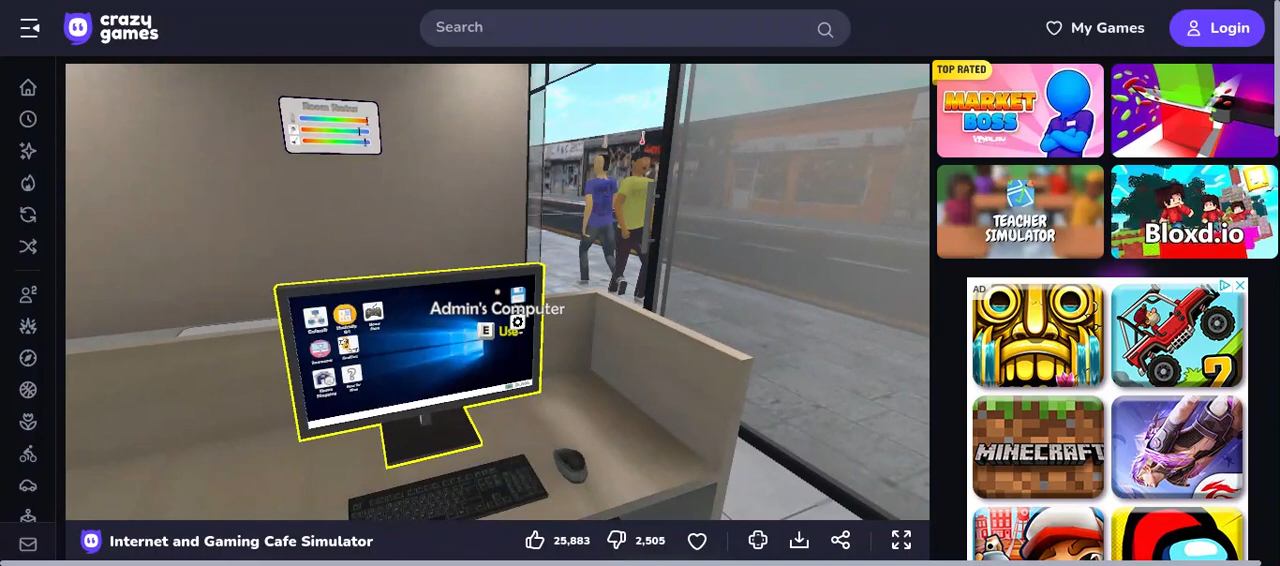 crazy
games
Search
My Games
Login
Room Status
Admin's Computer
E Use
TOP RATED
MARKET
BOSS
TEACHER
SIMULATOR
Bloxd.io
AD
2
MINECRAFT
Internet and Gaming Cafe Simulator
25,883
2,505